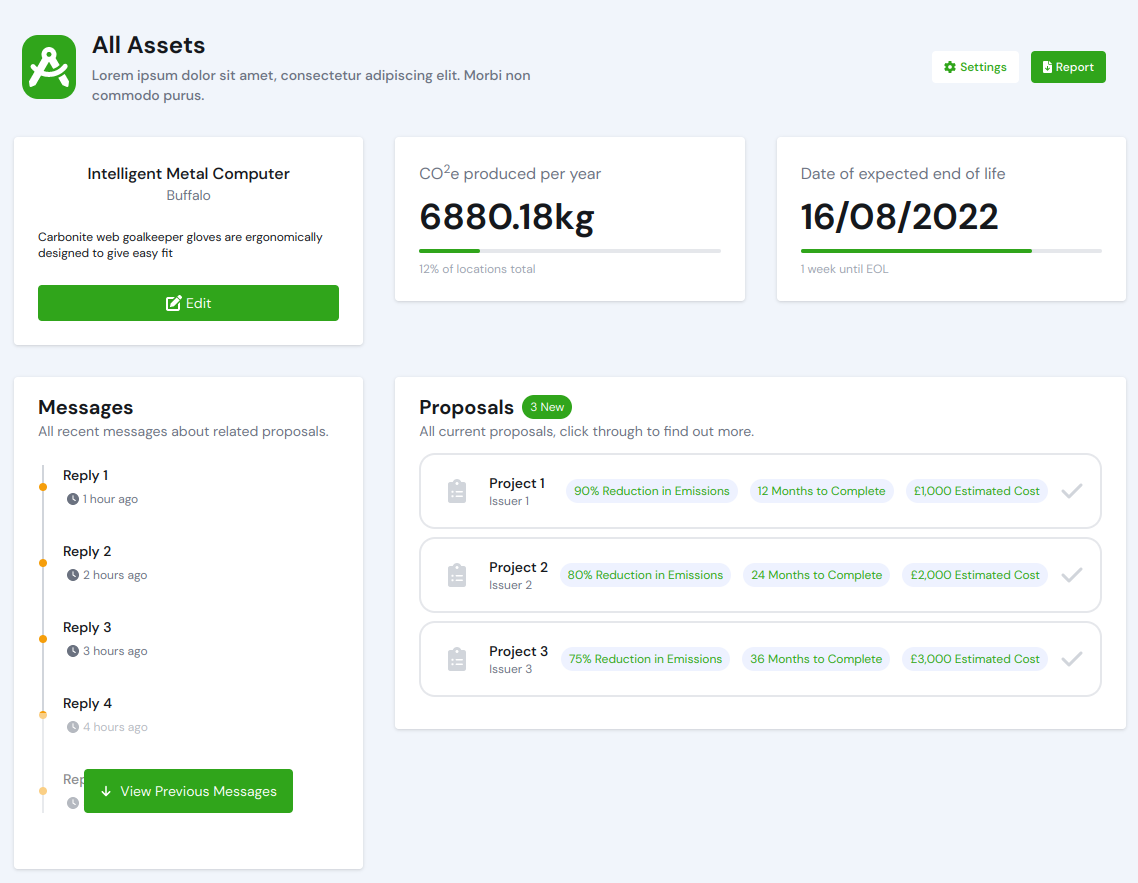 All Assets
Lorem ipsum dolor sit amet, consectetur adipiscing elit. Morbi non
commodo purus.
Settings
Report
Intelligent Metal Computer
Buffalo
Carbonite web goalkeeper gloves are ergonomically
designed to give easy fit
Edit
CO²e produced per year
6880.18kg
12% of locations total
Date of expected end of life
16/08/2022
1 week until EOL
Messages
All recent messages about related proposals.
Reply 1
1 hour ago
Reply 2
2 hours ago
Reply 3
3 hours ago
Reply 4
4 hours ago
View Previous Messages
Proposals 3 New
All current proposals, click through to find out more.
Project 1
Issuer 1
90% Reduction in Emissions
12 Months to Complete
£1,000 Estimated Cost
Project 2
Issuer 2
80% Reduction in Emissions
24 Months to Complete
£2,000 Estimated Cost
Project 3
Issuer 3
75% Reduction in Emissions
36 Months to Complete
£3,000 Estimated Cost